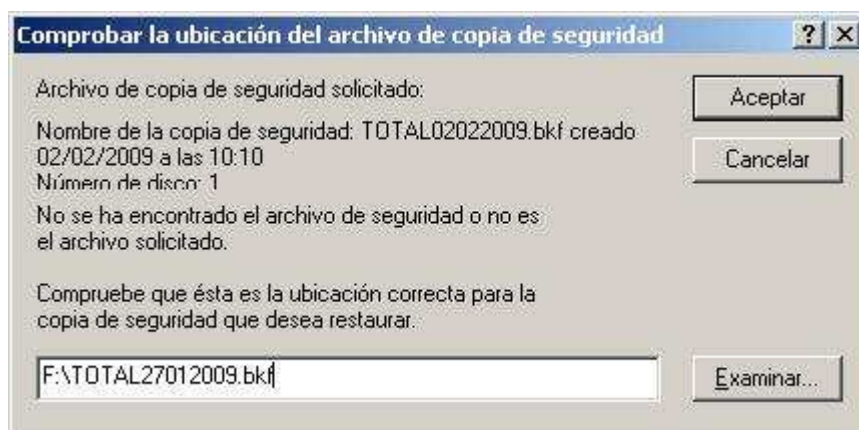 Comprobar la ubicación del archivo de copia de seguridad
Archivo de copia de seguridad solicitado:
Aceptar
Nombre de la copia de seguridad: TOTAL02022009.bkf creado
02/02/2009 a las 10:10
Número de disco: 1
Cancelar
No se ha encontrado el archivo de seguridad o no es
el archivo solicitado.
Compruebe que ésta es la ubicación correcta para la
copia de seguridad que desea restaurar.
F:\TOTAL27012009.bkf
Examinar...